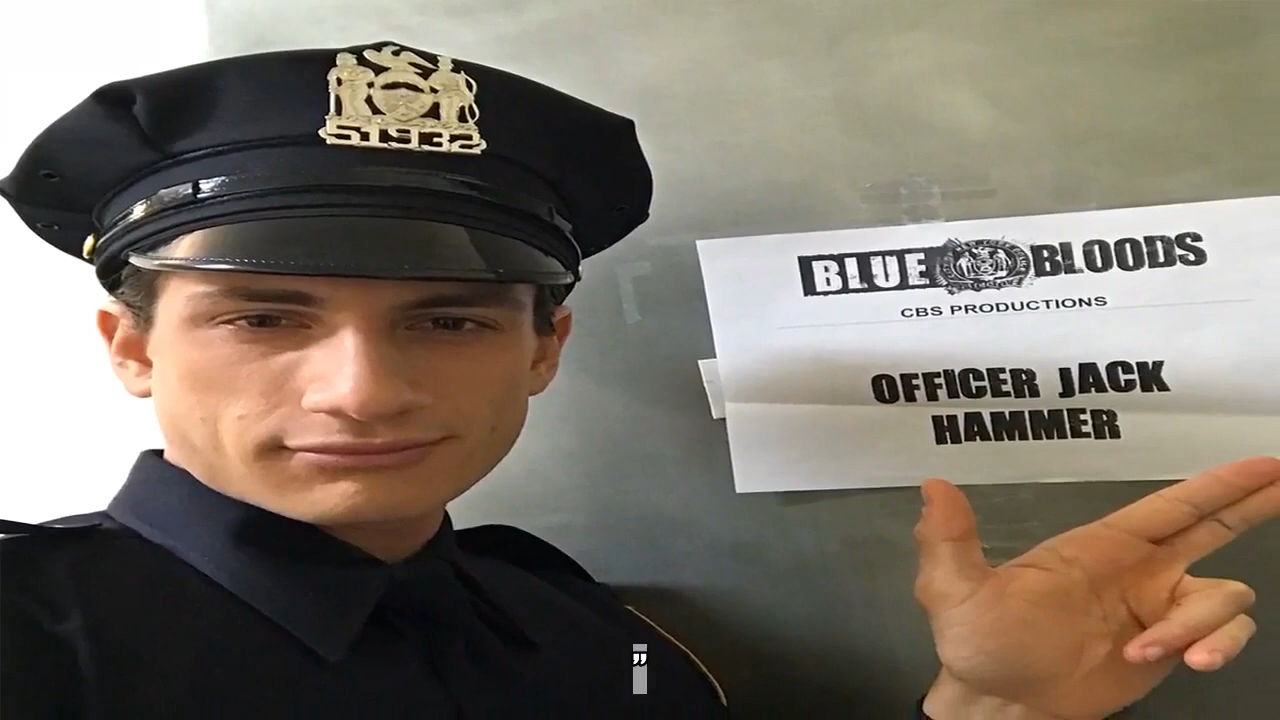 51932
BLUE BLOODS
CBS PRODUCTIONS
OFFICER JACK
HAMMER
”